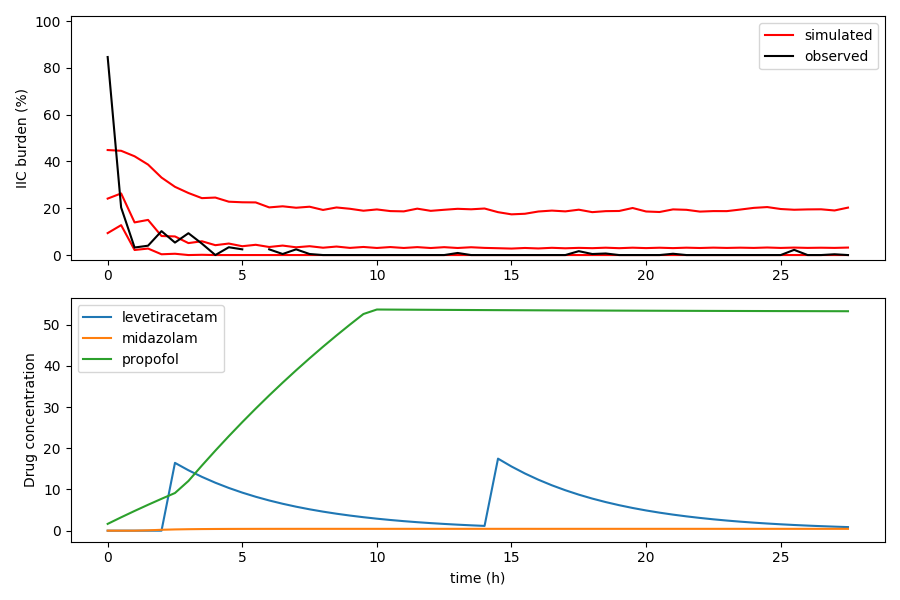 100
80
60
40
20
0
IIC burden (%)
simulated
observed
0 5 10 15 20 25
50
40
30
20
10
0
Drug concentration
levetiracetam
midazolam
propofol
0 5 10 15 20 25
time (h)